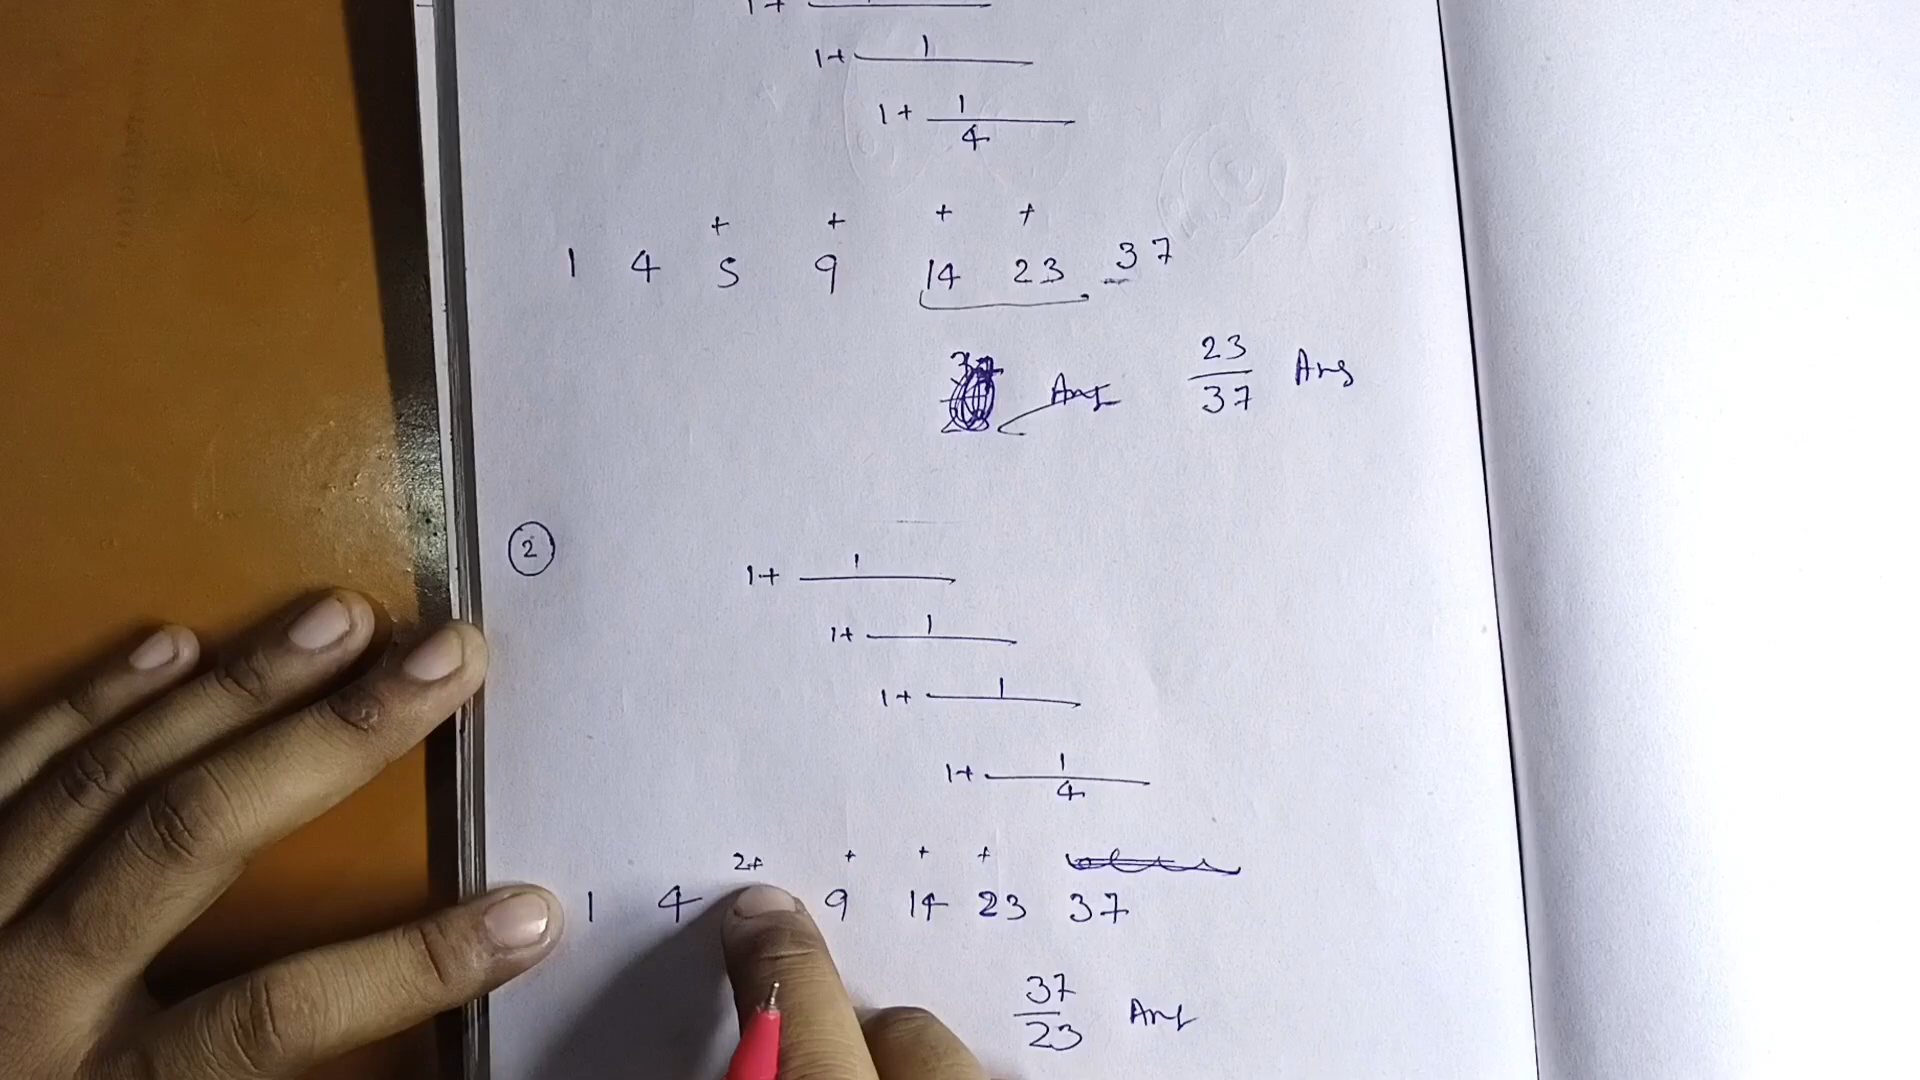 1+
1+ 1
1+ 1
4
+ + + +
1 4 5 9 14 23 37
23
37 Ans
Ans
2
1+ 1
1+ 1
1+ 1
1+ 1
4
2+ + + +
1 4 9 14 23 37
37
23 Ans